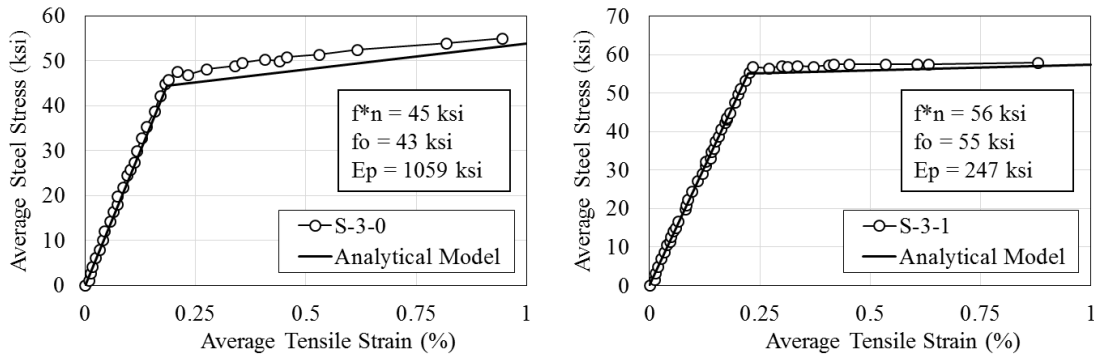 60
50
40
30
20
10
0
Average Steel Stress (ksi)
f*n = 45 ksi
fo = 43 ksi
Ep = 1059 ksi
S-3-0
Analytical Model
0 0.25 0.5 0.75 1
Average Tensile Strain (%)
70
60
50
40
30
20
10
0
Average Steel Stress (ksi)
f*n = 56 ksi
fo = 55 ksi
Ep = 247 ksi
S-3-1
Analytical Model
0 0.25 0.5 0.75 1
Average Tensile Strain (%)